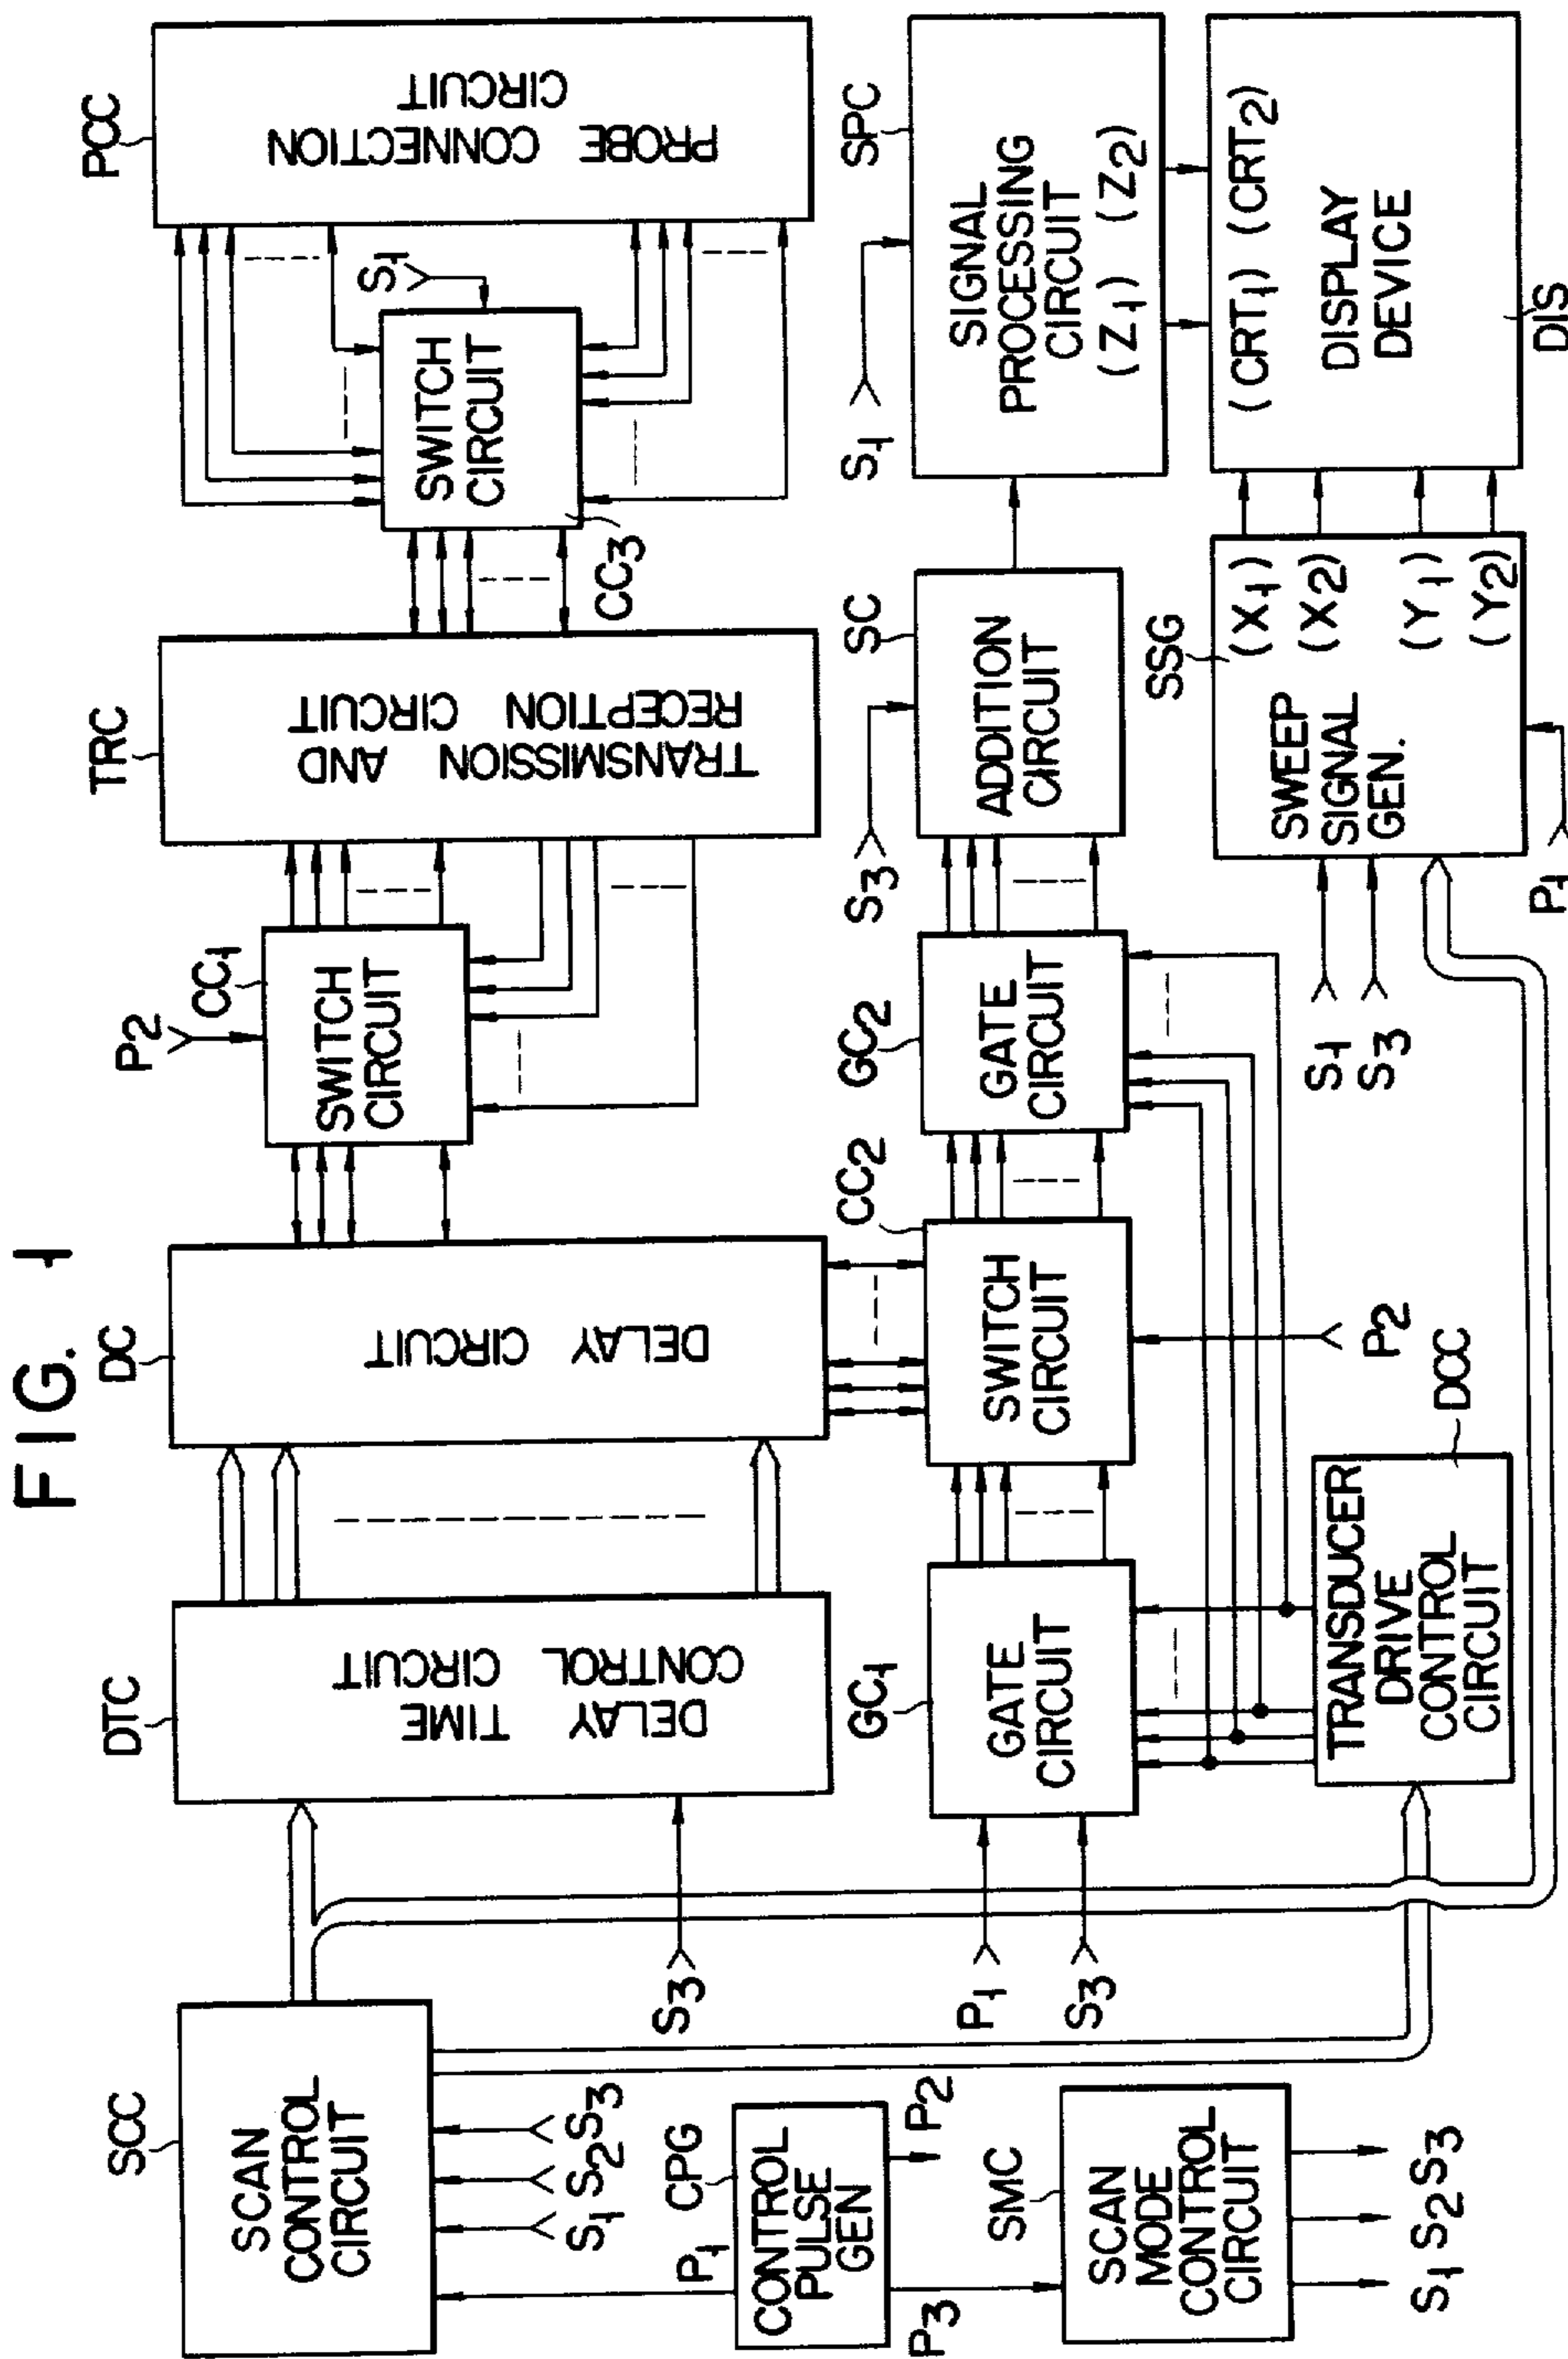 FIG. 1
SCC
SCAN
CONTROL
CIRCUIT
S1
S2
S3
P1
CPG
CONTROL
PULSE
GEN
P2
P3
SMC
SCAN
MODE
CONTROL
CIRCUIT
S1
S2
S3
DTC
DELAY TIME
CONTROL CIRCUIT
S3
DC
DELAY CIRCUIT
P2
CC1
SWITCH
CIRCUIT
TRC
TRANSMISSION AND
RECEPTION CIRCUIT
CC3
SWITCH
CIRCUIT
S1
PCC
PROBE CONNECTION
CIRCUIT
P1
S3
GC1
GATE
CIRCUIT
CC2
SWITCH
CIRCUIT
P2
GC2
GATE
CIRCUIT
S3
SC
ADDITION
CIRCUIT
S1
SPC
SIGNAL
PROCESSING
CIRCUIT
(Z1) (Z2)
DCC
TRANSDUCER
DRIVE
CONTROL
CIRCUIT
S1
S3
SSG
SWEEP
SIGNAL
GEN.
(X1)
(X2)
(Y1)
(Y2)
P1
(CRT1) (CRT2)
DISPLAY
DEVICE
DIS